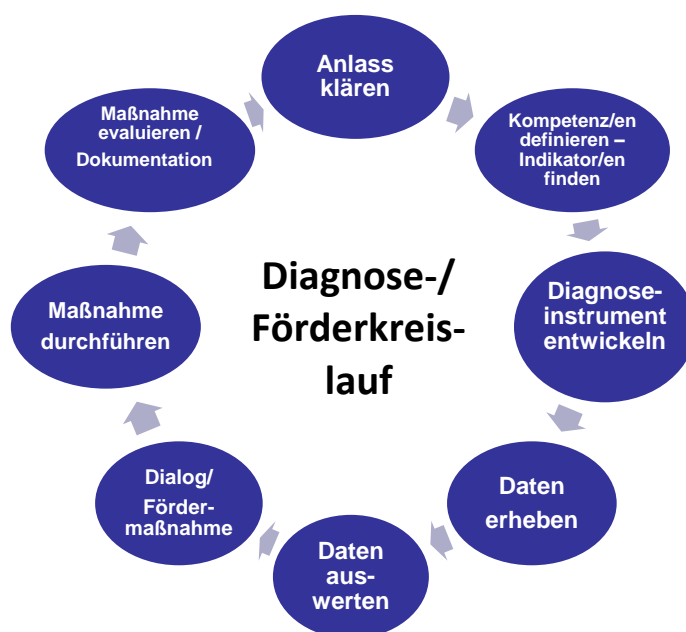 Anlass
klären
Kompetenz/en
definieren –
Indikator/en
finden
Diagnose-
instrument
entwickeln
Daten
erheben
Daten
aus-
werten
Dialog/
Förder-
maßnahme
Maßnahme
durchführen
Maßnahme
evaluieren /
Dokumentation
Diagnose-/
Förderkreis-
lauf